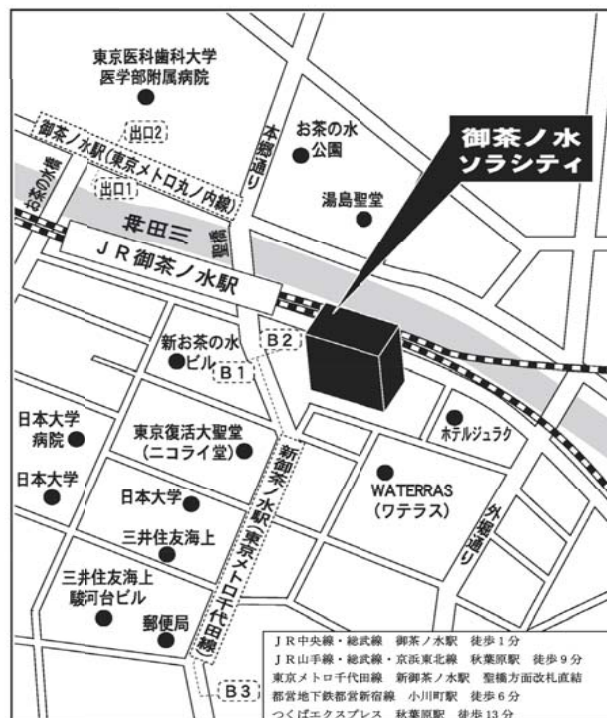 東京医科歯科大学
医学部附属病院
出口2
御茶ノ水駅(東京メトロ丸ノ内線)
出口1
お茶の水橋
本郷通り
お茶の水
公園
湯島聖堂
御茶ノ水
ソラシティ
神田川
聖橋
JR御茶ノ水駅
新お茶の水
ビル
B2
B1
日本大学
病院
東京復活大聖堂
(ニコライ堂)
ホテルジュラク
日本大学
日本大学
新御茶ノ水駅(東京メトロ千代田線)
WATERRAS
(ワテラス)
外堀通り
三井住友海上
三井住友海上
駿河台ビル
郵便局
B3
JR中央線・総武線 御茶ノ水駅 徒歩1分
JR山手線・総武線・京浜東北線 秋葉原駅 徒歩9分
東京メトロ千代田線 新御茶ノ水駅 聖橋方面改札直結
都営地下鉄都営新宿線 小川町駅 徒歩6分
つくばエクスプレス 秋葉原駅 徒歩13分